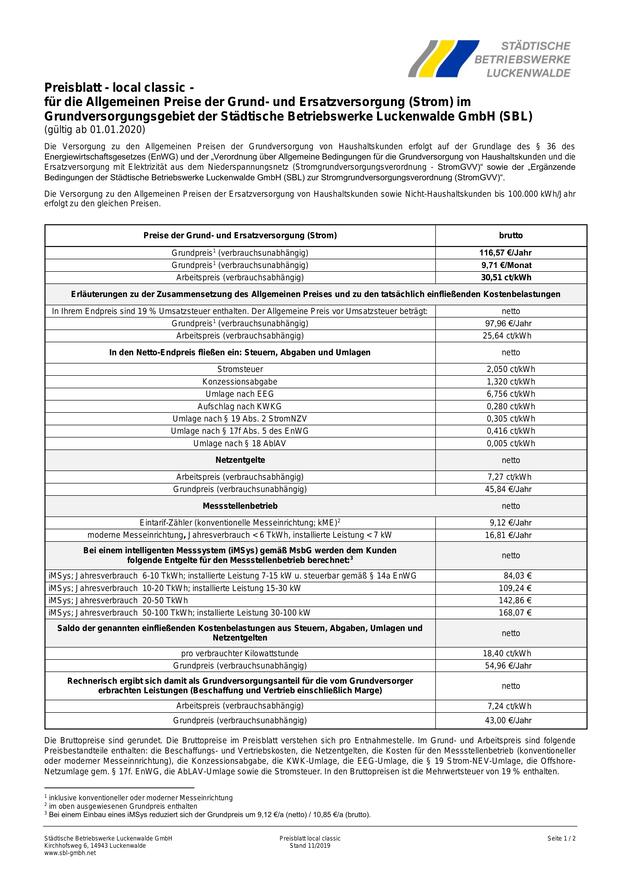 STÄDTISCHE
BETRIEBSWERKE
LUCKENWALDE
Preisblatt - local classic -
für die Allgemeinen Preise der Grund- und Ersatzversorgung (Strom) im
Grundversorgungsgebiet der Städtische Betriebswerke Luckenwalde GmbH (SBL)
(gültig ab 01.01.2020)
Die Versorgung zu den Allgemeinen Preisen der Grundversorgung von Haushaltskunden erfolgt auf der Grundlage des § 36 des
Energiewirtschaftsgesetzes (EnWG) und der „Verordnung über Allgemeine Bedingungen für die Grundversorgung von Haushaltskunden und die
Ersatzversorgung mit Elektrizität aus dem Niederspannungsnetz (Stromgrundversorgungsverordnung - StromGVV)“ sowie der „Ergänzende
Bedingungen der Städtische Betriebswerke Luckenwalde GmbH (SBL) zur Stromgrundversorgungsverordnung (StromGVV)“.
Die Versorgung zu den Allgemeinen Preisen der Ersatzversorgung von Haushaltskunden sowie Nicht-Haushaltskunden bis 100.000 kWh/Jahr
erfolgt zu den gleichen Preisen.
Preise der Grund- und Ersatzversorgung (Strom) brutto
Grundpreis¹ (verbrauchsunabhängig) 116,57 €/Jahr
Grundpreis¹ (verbrauchsunabhängig) 9,71 €/Monat
Arbeitspreis (verbrauchsabhängig) 30,51 ct/kWh
Erläuterungen zu der Zusammensetzung des Allgemeinen Preises und zu den tatsächlich einfließenden Kostenbelastungen
In Ihrem Endpreis sind 19 % Umsatzsteuer enthalten. Der Allgemeine Preis vor Umsatzsteuer beträgt: netto
Grundpreis¹ (verbrauchsunabhängig) 97,96 €/Jahr
Arbeitspreis (verbrauchsabhängig) 25,64 ct/kWh
In den Netto-Endpreis fließen ein: Steuern, Abgaben und Umlagen netto
Stromsteuer 2,050 ct/kWh
Konzessionsabgabe 1,320 ct/kWh
Umlage nach EEG 6,756 ct/kWh
Aufschlag nach KWKG 0,280 ct/kWh
Umlage nach § 19 Abs. 2 StromNZV 0,305 ct/kWh
Umlage nach § 17f Abs. 5 des EnWG 0,416 ct/kWh
Umlage nach § 18 AblAV 0,005 ct/kWh
Netzentgelte netto
Arbeitspreis (verbrauchsabhängig) 7,27 ct/kWh
Grundpreis (verbrauchsunabhängig) 45,84 €/Jahr
Messstellenbetrieb netto
Eintarif-Zähler (konventionelle Messeinrichtung; kME)² 9,12 €/Jahr
moderne Messeinrichtung, Jahresverbrauch < 6 TkWh, installierte Leistung < 7 kW 16,81 €/Jahr
Bei einem intelligenten Messsystem (iMSys) gemäß MsbG werden dem Kunden
folgende Entgelte für den Messstellenbetrieb berechnet:³ netto
iMSys; Jahresverbrauch 6-10 TkWh; installierte Leistung 7-15 kW u. steuerbar gemäß § 14a EnWG 84,03 €
iMSys; Jahresverbrauch 10-20 TkWh; installierte Leistung 15-30 kW 109,24 €
iMSys; Jahresverbrauch 20-50 TkWh 142,86 €
iMSys; Jahresverbrauch 50-100 TkWh; installierte Leistung 30-100 kW 168,07 €
Saldo der genannten einfließenden Kostenbelastungen aus Steuern, Abgaben, Umlagen und
Netzentgelten netto
pro verbrauchter Kilowattstunde 18,40 ct/kWh
Grundpreis (verbrauchsunabhängig) 54,96 €/Jahr
Rechnerisch ergibt sich damit als Grundversorgungsanteil für die vom Grundversorger
erbrachten Leistungen (Beschaffung und Vertrieb einschließlich Marge) netto
Arbeitspreis (verbrauchsabhängig) 7,24 ct/kWh
Grundpreis (verbrauchsunabhängig) 43,00 €/Jahr
Die Bruttopreise sind gerundet. Die Bruttopreise im Preisblatt verstehen sich pro Entnahmestelle. Im Grund- und Arbeitspreis sind folgende
Preisbestandteile enthalten: die Beschaffungs- und Vertriebskosten, die Netzentgelte, die Kosten für den Messstellenbetrieb (konventioneller
oder moderner Messeinrichtung), die Konzessionsabgabe, die KWK-Umlage, die EEG-Umlage, die § 19 Strom-NEV-Umlage, die Offshore-
Netzumlage gem. § 17f. EnWG, die AbLAV-Umlage sowie die Stromsteuer. In den Bruttopreisen ist die Mehrwertsteuer von 19 % enthalten.
¹ inklusive konventioneller oder moderner Messeinrichtung
² im oben ausgewiesenen Grundpreis enthalten
³ Bei einem Einbau eines iMSys reduziert sich der Grundpreis um 9,12 €/a (netto) / 10,85 €/a (brutto).
Städtische Betriebswerke Luckenwalde GmbH Preisblatt local classic Seite 1 / 2
Kirchhofsweg 6, 14943 Luckenwalde Stand 11/2019
www.sbl-gmbh.net